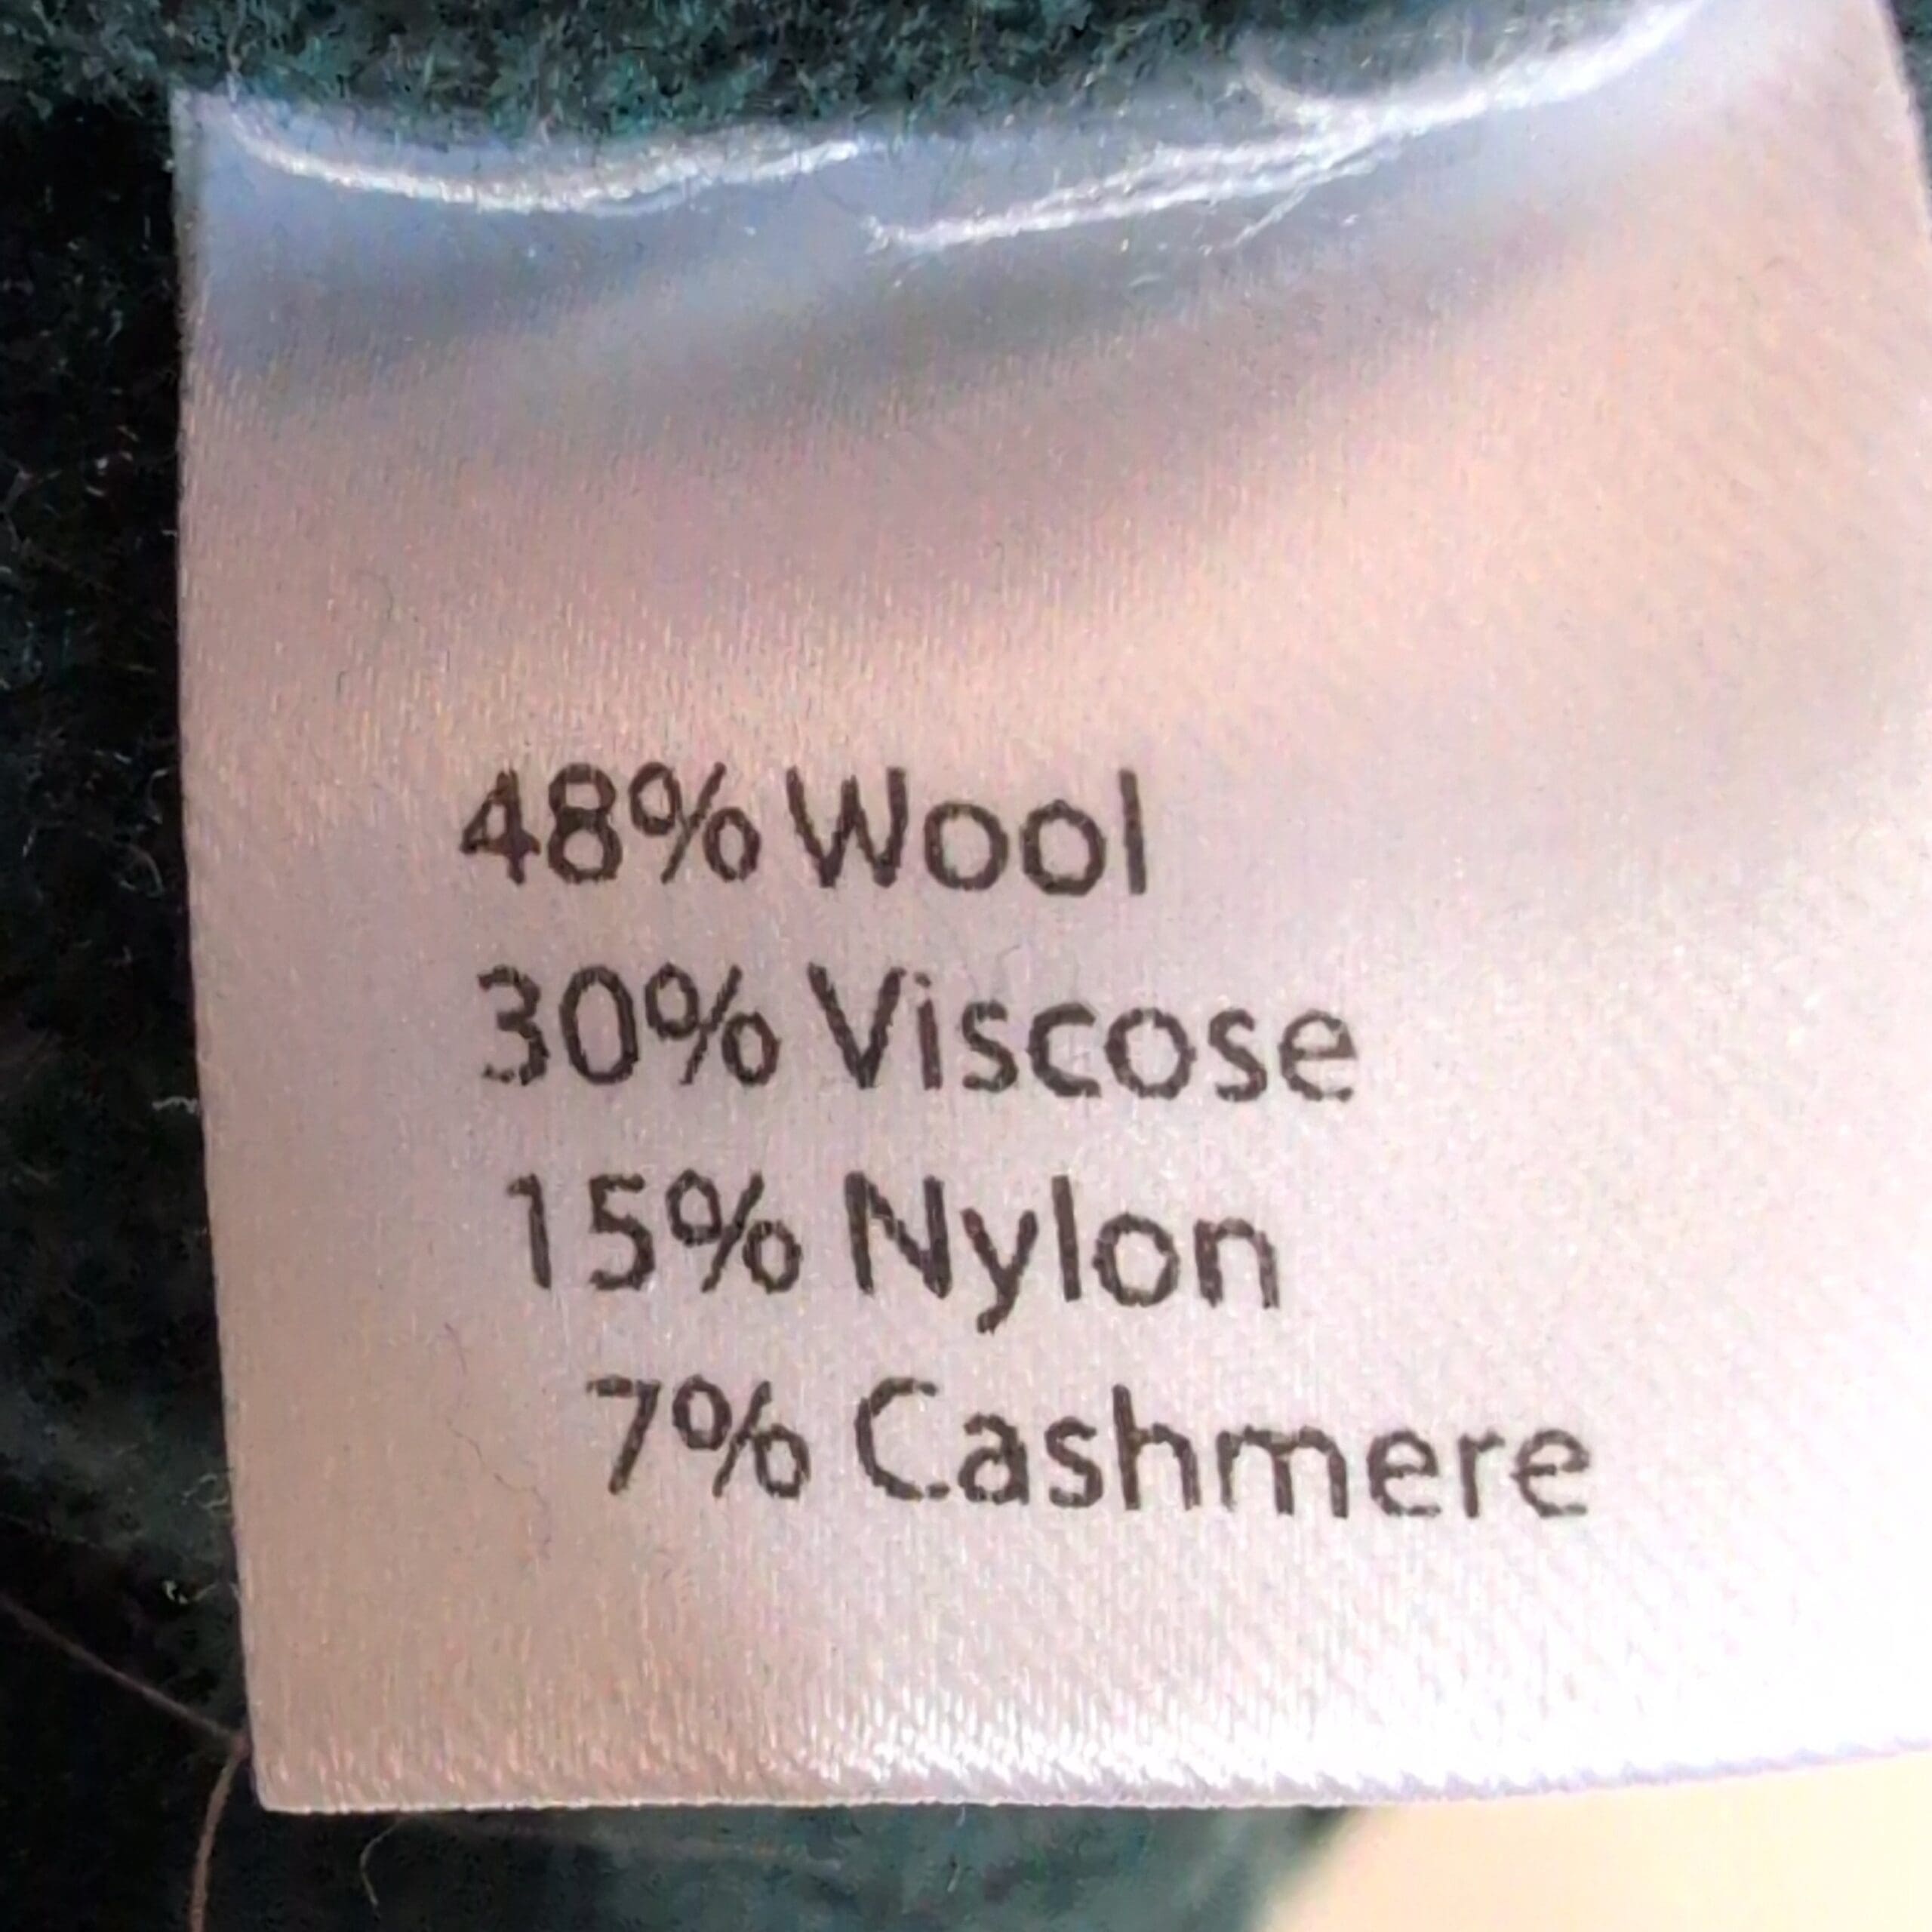 48% Wool
30% Viscose
15% Nylon
7% Cashmere